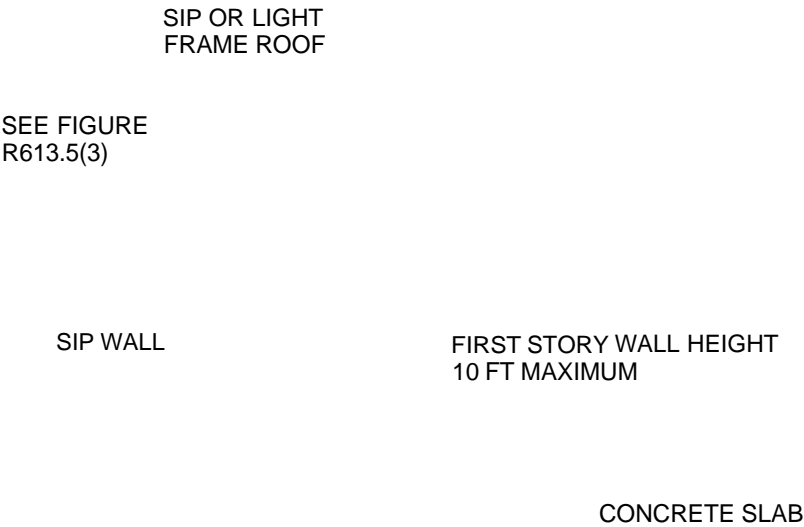 SIP OR LIGHT
FRAME ROOF
SEE FIGURE
R613.5(3)
SIP WALL
FIRST STORY WALL HEIGHT
10 FT MAXIMUM
CONCRETE SLAB